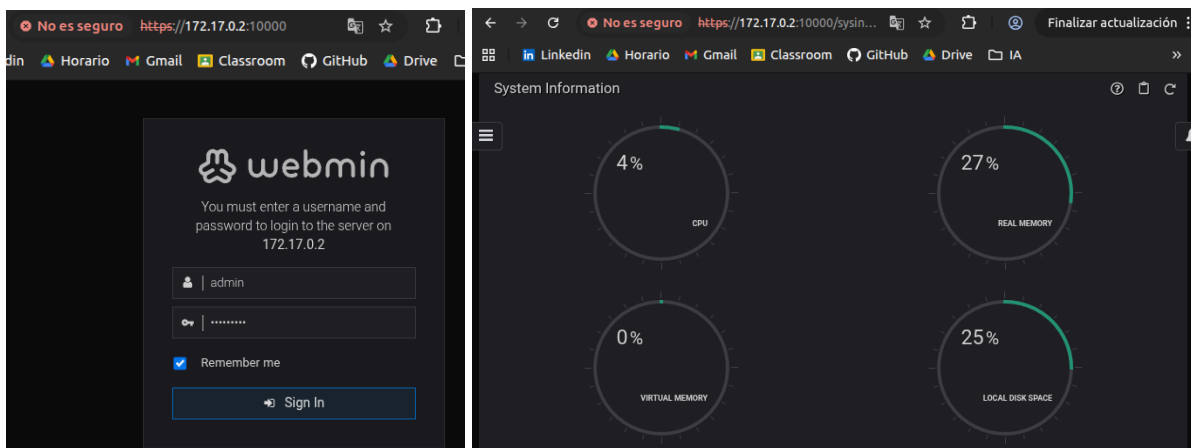 No es seguro https://172.17.0.2:10000
din Horario Gmail Classroom GitHub Drive
webmin
You must enter a username and
password to login to the server on
172.17.0.2
admin
Remember me
Sign In
No es seguro https://172.17.0.2:10000/sysin... Finalizar actualización
Linkedin Horario Gmail Classroom GitHub Drive IA »
System Information
4%
CPU
27%
REAL MEMORY
0%
VIRTUAL MEMORY
25%
LOCAL DISK SPACE